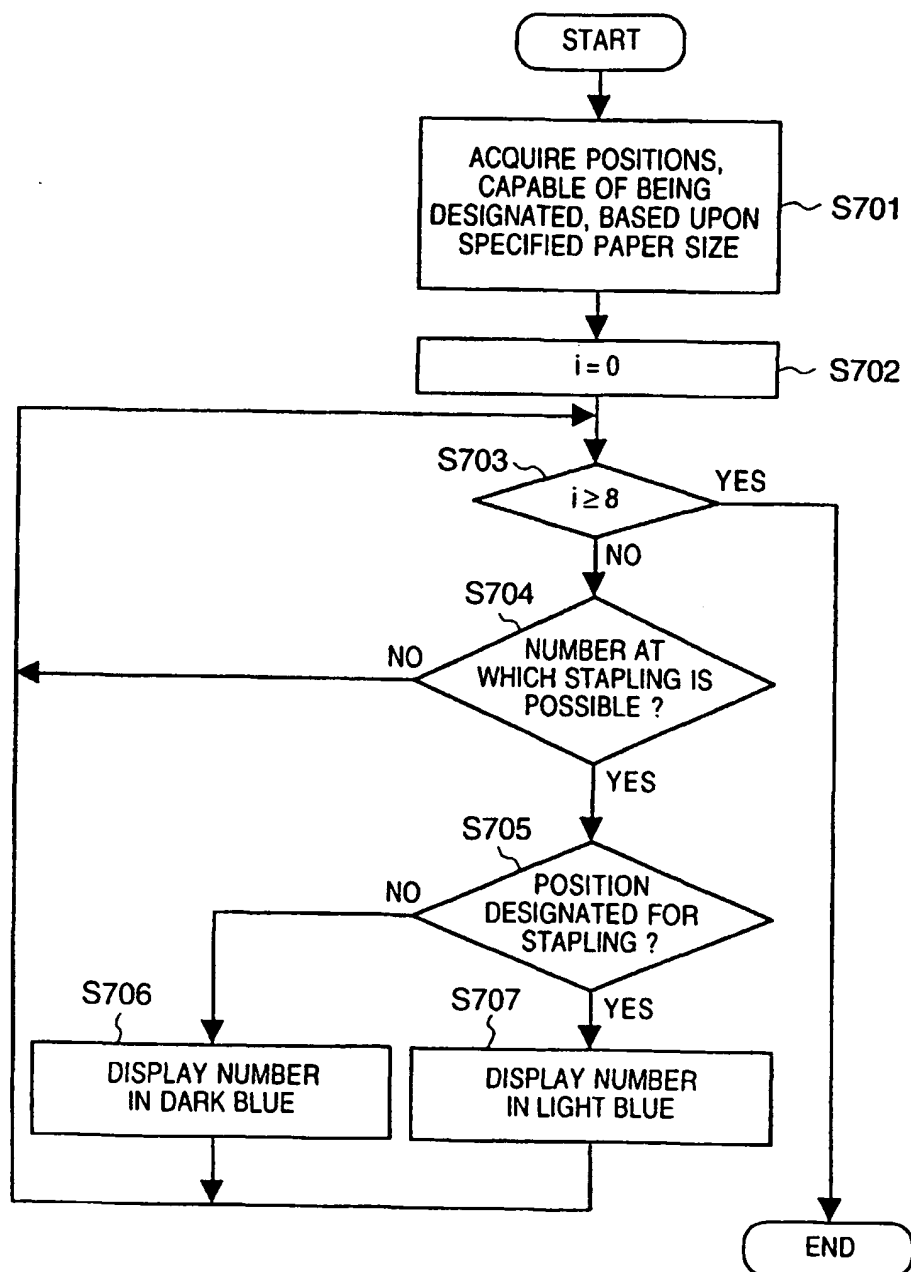 START
ACQUIRE POSITIONS,
CAPABLE OF BEING
DESIGNATED, BASED UPON
SPECIFIED PAPER SIZE
S701
i = 0
S702
S703
i ≥ 8
YES
NO
S704
NUMBER AT
WHICH STAPLING IS
POSSIBLE ?
NO
YES
S705
POSITION
DESIGNATED FOR
STAPLING ?
NO
YES
S706
DISPLAY NUMBER
IN DARK BLUE
S707
DISPLAY NUMBER
IN LIGHT BLUE
END